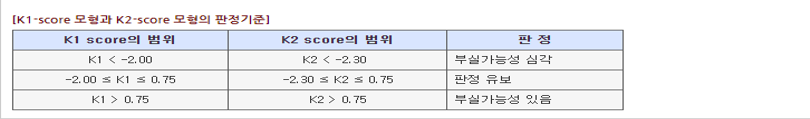 [K1-score 모형과 K2-score 모형의 판정기준]
K1 score의 범위 K2 score의 범위 판 정
K1 < -2.00 K2 < -2.30 부실가능성 심각
-2.00 ≤ K1 ≤ 0.75 -2.30 ≤ K2 ≤ 0.75 판정 유보
K1 > 0.75 K2 > 0.75 부실가능성 있음